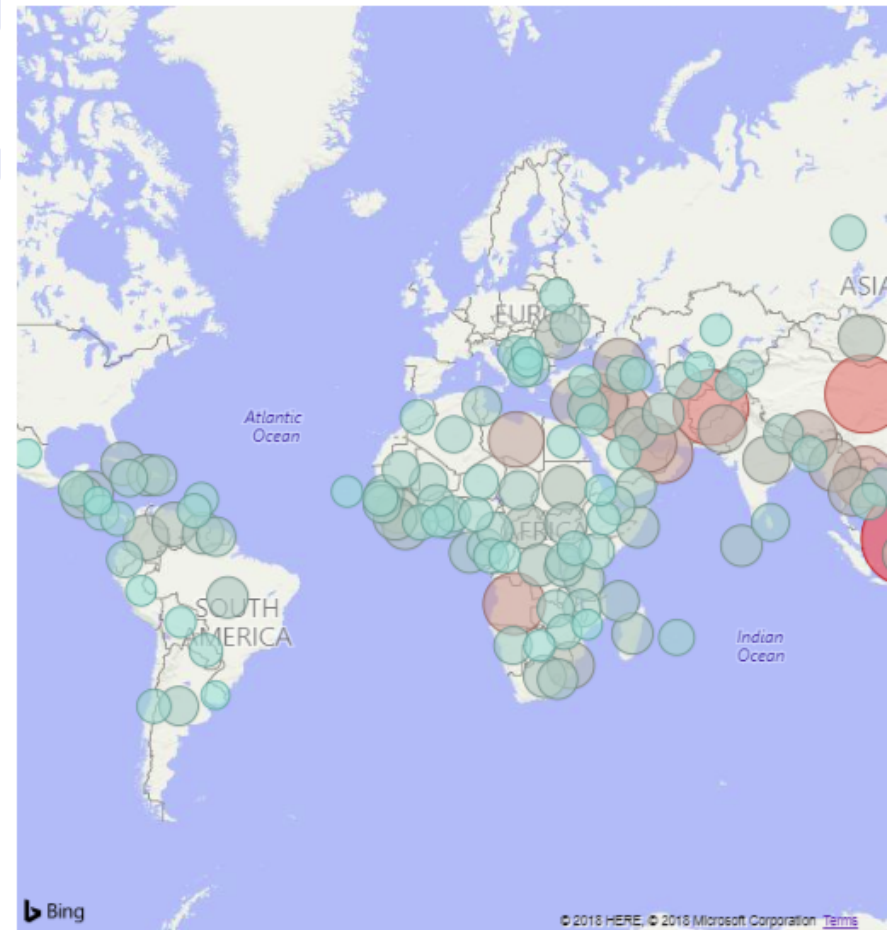 ASIA
EUROPE
Atlantic
Ocean
AFRICA
SOUTH
AMERICA
Indian
Ocean
Bing
© 2018 HERE, © 2018 Microsoft Corporation Terms